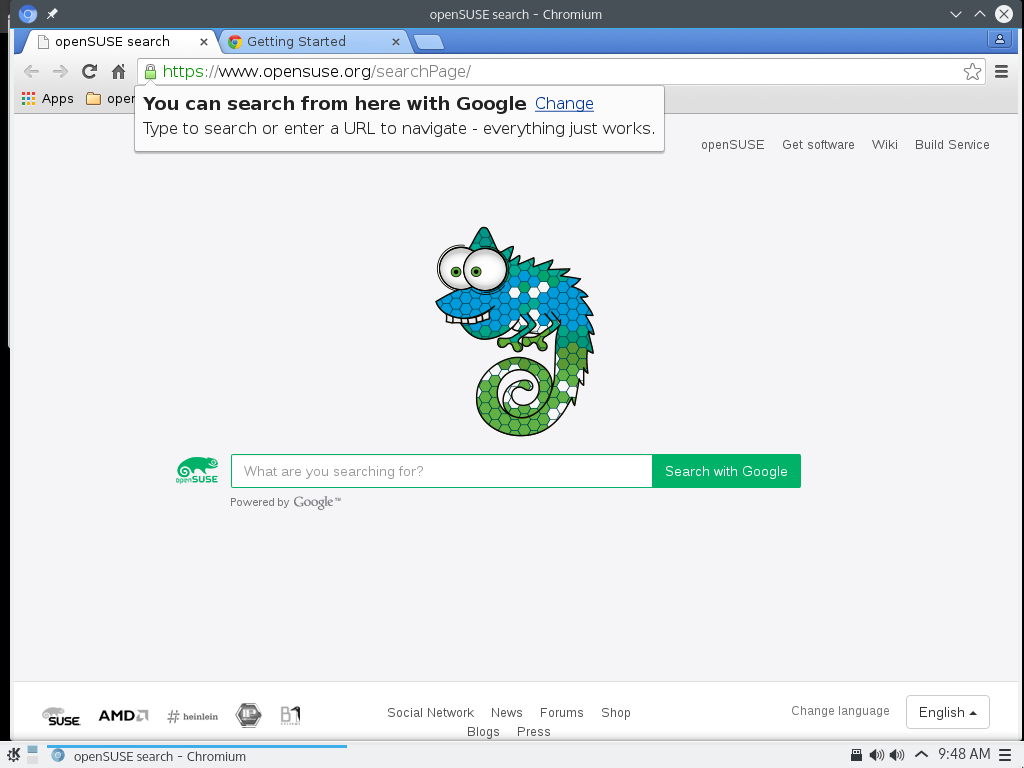 openSUSE search - Chromium
openSUSE search
Getting Started
https://www.opensuse.org/searchPage/
Apps
You can search from here with Google Change
Type to search or enter a URL to navigate - everything just works.
openSUSE Get software Wiki Build Service
openSUSE
What are you searching for?
Search with Google
Powered by Google™
SUSE
AMD
# heinlein
IP
B1
Social Network News Forums Shop
Blogs Press
Change language
English
openSUSE search - Chromium
9:48 AM